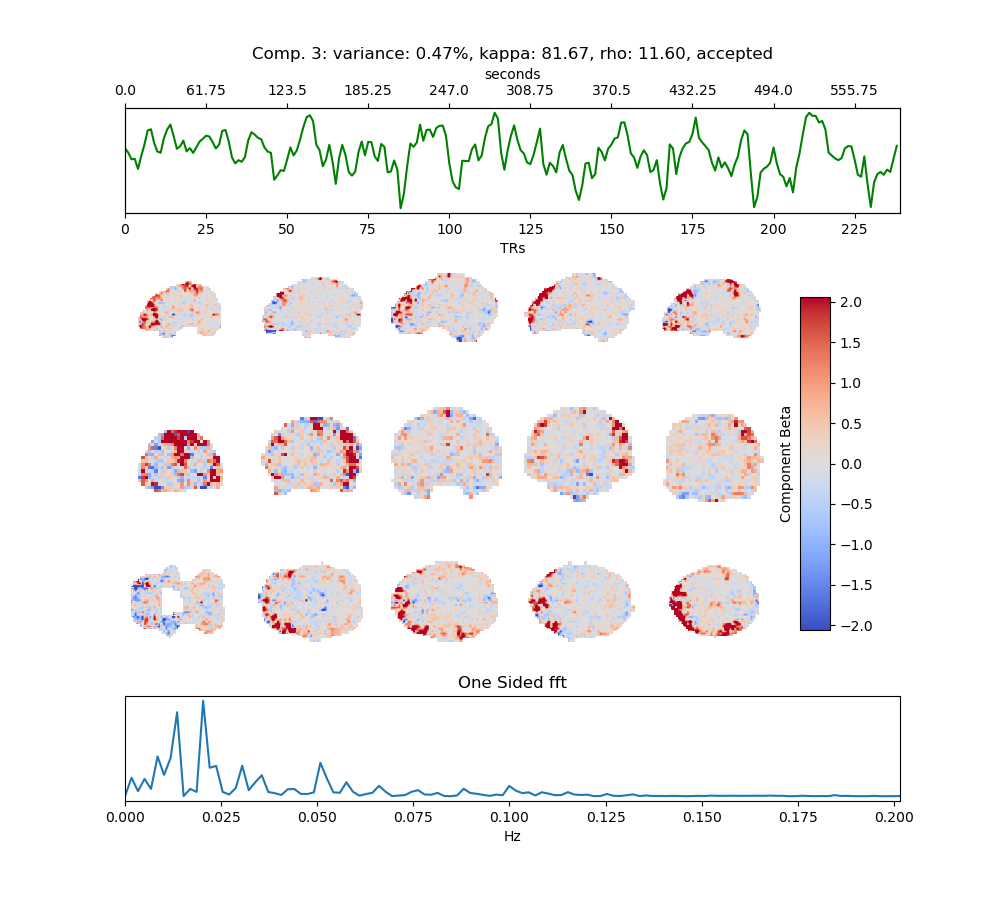 Comp. 3: variance: 0.47%, kappa: 81.67, rho: 11.60, accepted
seconds
0.0 61.75 123.5 185.25 247.0 308.75 370.5 432.25 494.0 555.75
0 25 50 75 100 125 150 175 200 225
TRs
2.0
1.5
1.0
0.5
0.0
−0.5
−1.0
−1.5
−2.0
Component Beta
One Sided fft
0.000 0.025 0.050 0.075 0.100 0.125 0.150 0.175 0.200
Hz